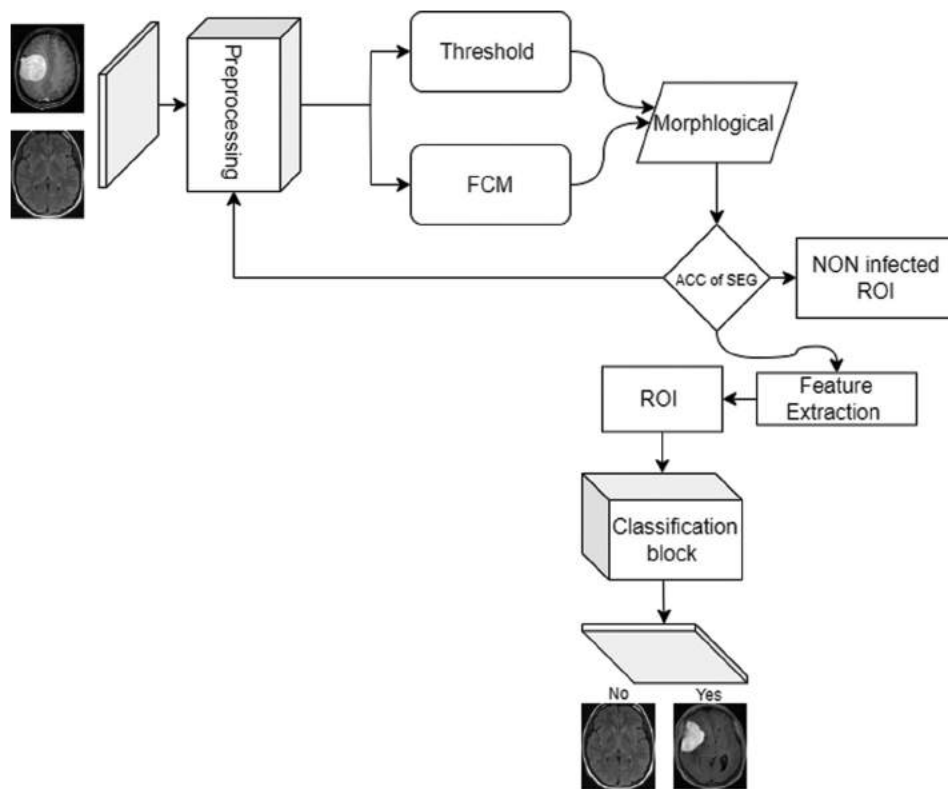 Preprocessing
Threshold
FCM
Morphlogical
ACC of SEG
NON infected
ROI
Feature
Extraction
ROI
Classification
block
No
Yes